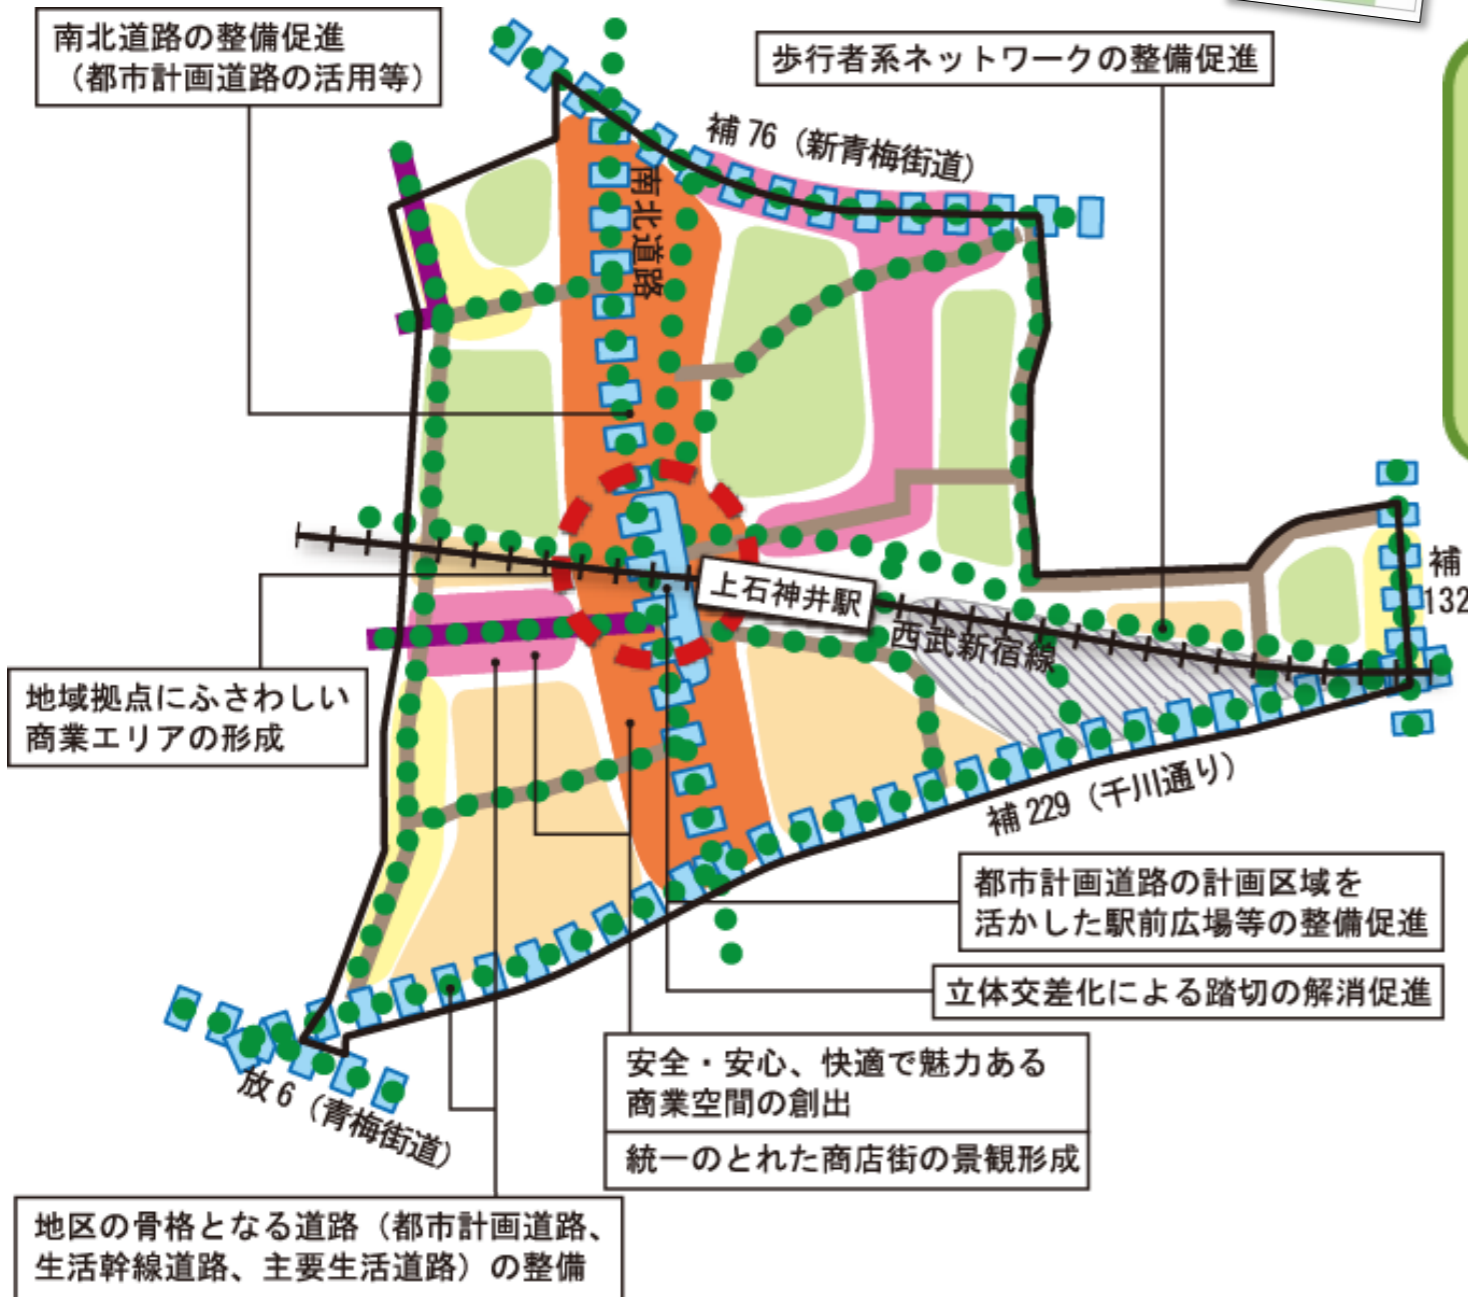 南北道路の整備促進
（都市計画道路の活用等）
歩行者系ネットワークの整備促進
補 76（新青梅街道）
南北道路
上石神井駅
西武新宿線
補
132
地域拠点にふさわしい
商業エリアの形成
補 229（千川通り）
都市計画道路の計画区域を
活かした駅前広場等の整備促進
立体交差化による踏切の解消促進
安全・安心、快適で魅力ある
商業空間の創出
統一のとれた商店街の景観形成
放 6（青梅街道）
地区の骨格となる道路（都市計画道路、
生活幹線道路、主要生活道路）の整備